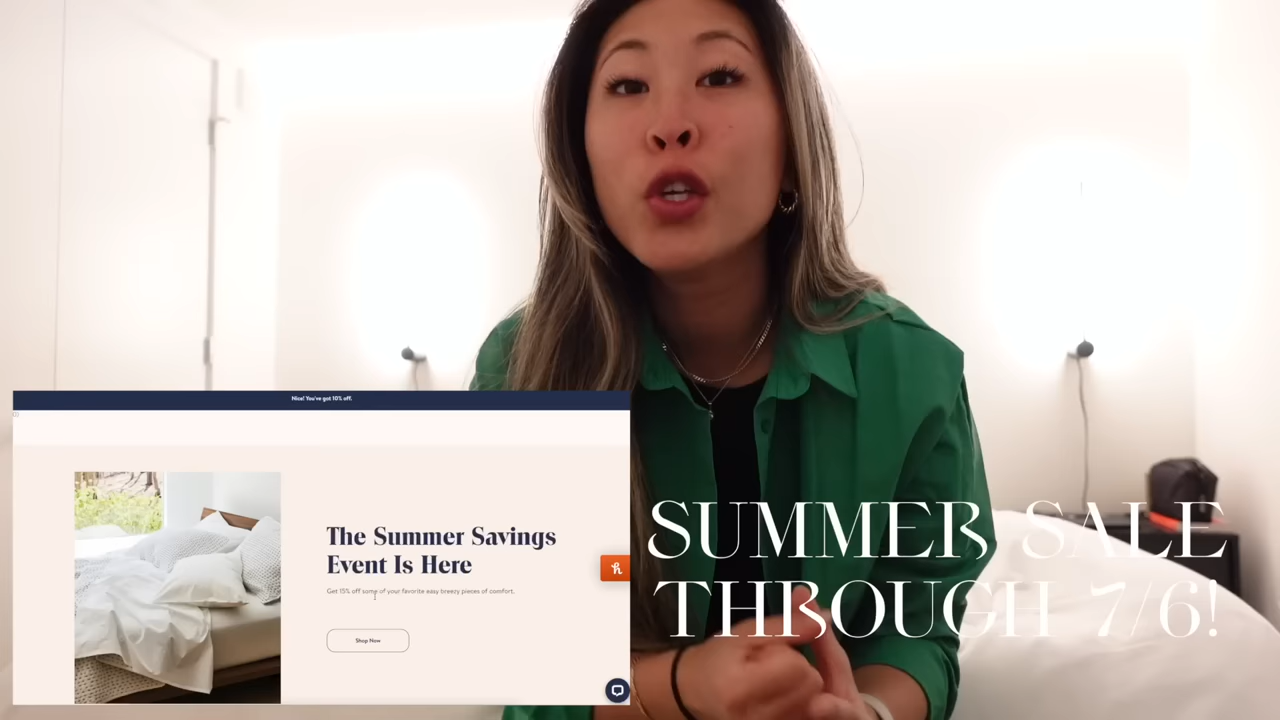 Nice! You've got 10% off.
The Summer Savings
Event Is Here
Get 15% off some of your favorite easy breezy pieces of comfort.
Shop Now
SUMMER SALE
THROUGH 7/6!